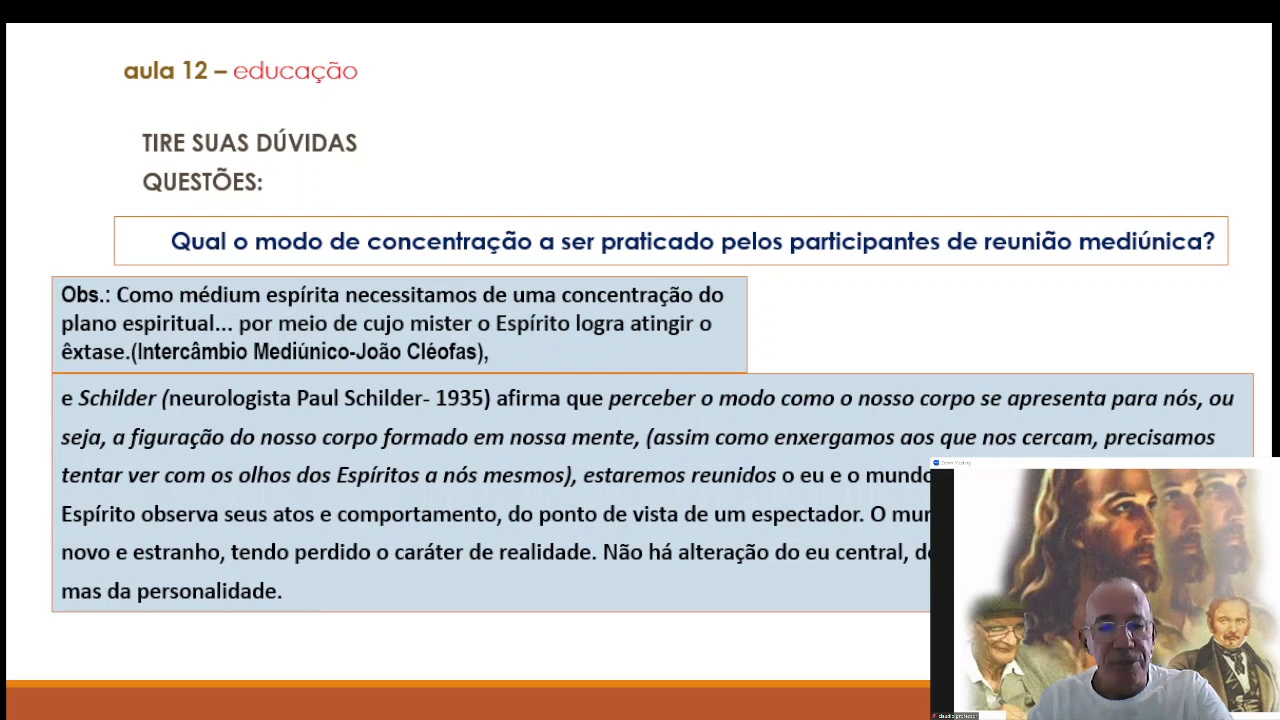 aula 12 – educação
TIRE SUAS DÚVIDAS
QUESTÕES:
Qual o modo de concentração a ser praticado pelos participantes de reunião mediúnica?
Obs.: Como médium espírita necessitamos de uma concentração do
plano espiritual... por meio de cujo mister o Espírito logra atingir o
êxtase.(Intercâmbio Mediúnico-João Cléofas),
e Schilder (neurologista Paul Schilder- 1935) afirma que perceber o modo como o nosso corpo se apresenta para nós, ou
seja, a figuração do nosso corpo formado em nossa mente, (assim como enxergamos aos que nos cercam, precisamos
tentar ver com os olhos dos Espíritos a nós mesmos), estaremos reunidos o eu e o mundo
Espírito observa seus atos e comportamento, do ponto de vista de um espectador. O
novo e estranho, tendo perdido o caráter de realidade. Não há alteração do eu central,
mas da personalidade.
Zoom Meeting
claudio professor